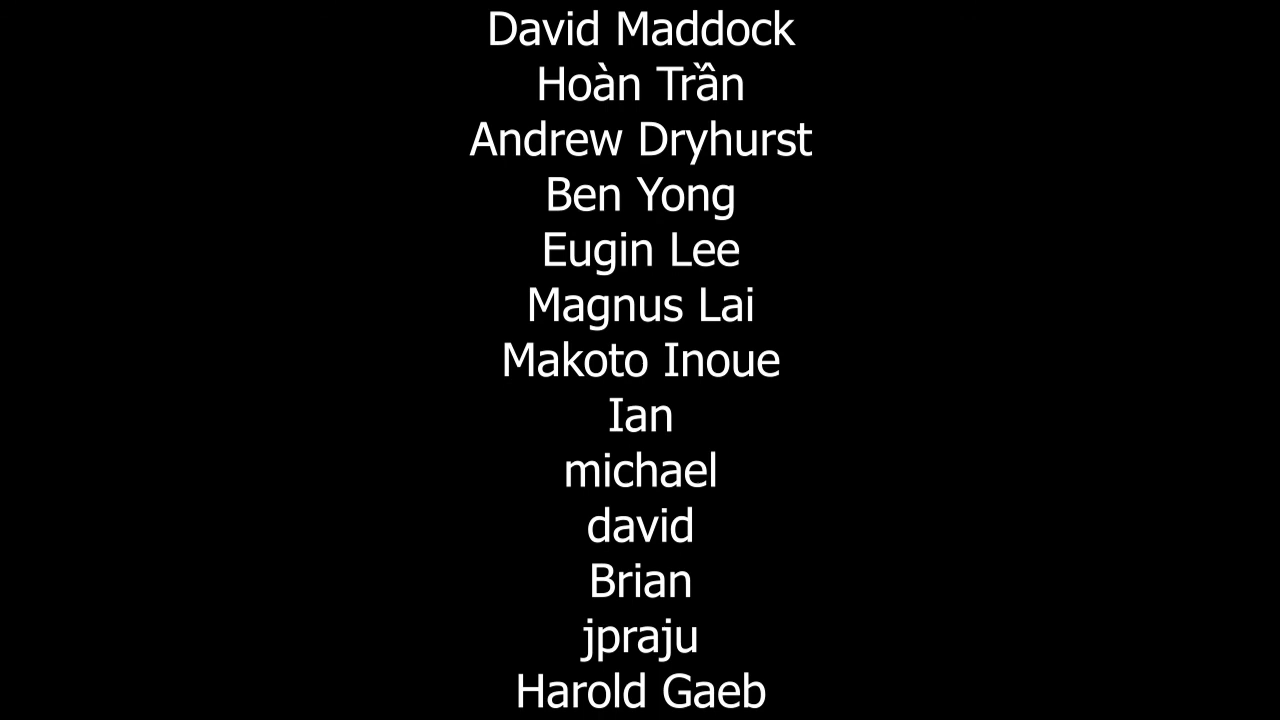 David Maddock
Hoàn Trần
Andrew Dryhurst
Ben Yong
Eugin Lee
Magnus Lai
Makoto Inoue
Ian
michael
david
Brian
jpraju
Harold Gaeb